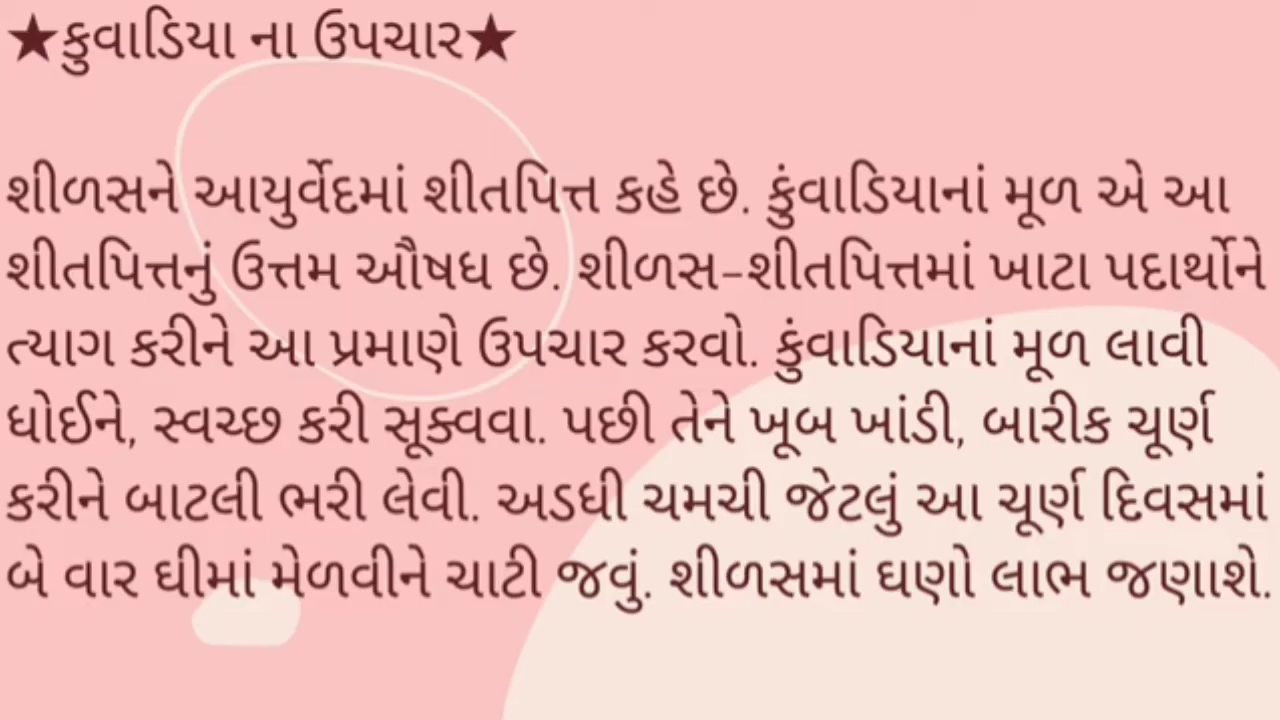 ★કુવાડિયા ના ઉપચાર★
શીળસને આયુર્વેદમાં શીતપિત્ત કહે છે. કુંવાડિયાનાં મૂળ એ આ
શીતપિત્તનું ઉત્તમ ઔષધ છે. શીળસ-શીતપિત્તમાં ખાટા પદાર્થોને
ત્યાગ કરીને આ પ્રમાણે ઉપચાર કરવો. કુંવાડિયાનાં મૂળ લાવી
ધોઈને, સ્વચ્છ કરી સૂક્વવા. પછી તેને ખૂબ ખાંડી, બારીક ચૂર્ણ
કરીને બાટલી ભરી લેવી. અડધી ચમચી જેટલું આ ચૂર્ણ દિવસમાં
બે વાર ઘીમાં મેળવીને ચાટી જવું. શીળસમાં ઘણો લાભ જણાશે.